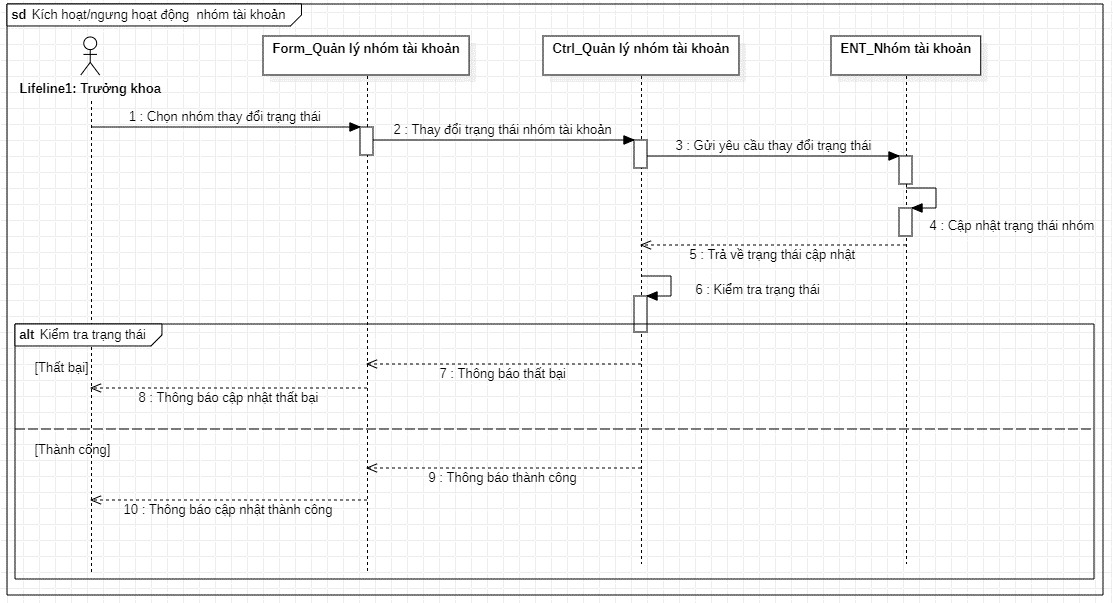 sd Kích hoạt/ngưng hoạt động nhóm tài khoản
Form_Quản lý nhóm tài khoản
Ctrl_Quản lý nhóm tài khoản
ENT_Nhóm tài khoản
Lifeline1: Trưởng khoa
1 : Chọn nhóm thay đổi trạng thái
2 : Thay đổi trạng thái nhóm tài khoản
3 : Gửi yêu cầu thay đổi trạng thái
4 : Cập nhật trạng thái nhóm
5 : Trả về trạng thái cập nhật
6 : Kiểm tra trạng thái
alt Kiểm tra trạng thái
[Thất bại]
7 : Thông báo thất bại
8 : Thông báo cập nhật thất bại
[Thành công]
9 : Thông báo thành công
10 : Thông báo cập nhật thành công